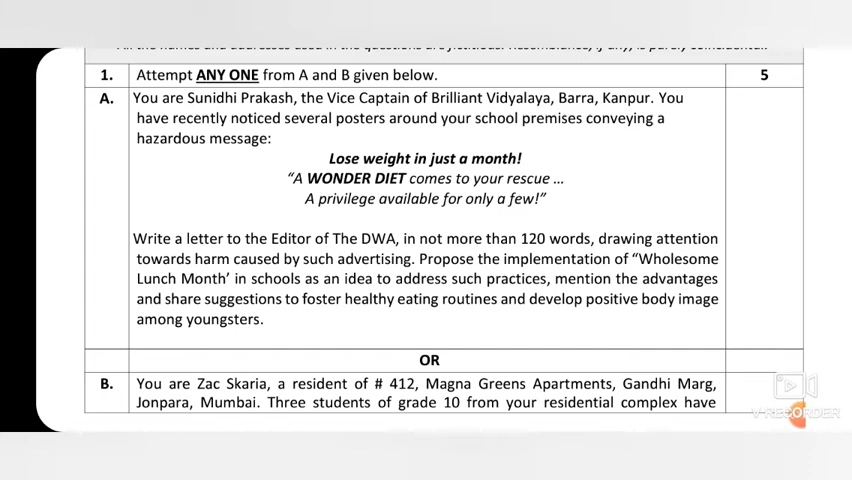 All the names and addresses used in the questions are fictitious. Resemblance, if any, is purely coincidental.
1. Attempt ANY ONE from A and B given below. 5
A. You are Sunidhi Prakash, the Vice Captain of Brilliant Vidyalaya, Barra, Kanpur. You
have recently noticed several posters around your school premises conveying a
hazardous message:
Lose weight in just a month!
“A WONDER DIET comes to your rescue …
A privilege available for only a few!”
Write a letter to the Editor of The DWA, in not more than 120 words, drawing attention
towards harm caused by such advertising. Propose the implementation of “Wholesome
Lunch Month’ in schools as an idea to address such practices, mention the advantages
and share suggestions to foster healthy eating routines and develop positive body image
among youngsters.
OR
B. You are Zac Skaria, a resident of # 412, Magna Greens Apartments, Gandhi Marg,
Jonpara, Mumbai. Three students of grade 10 from your residential complex have
V RECORDER